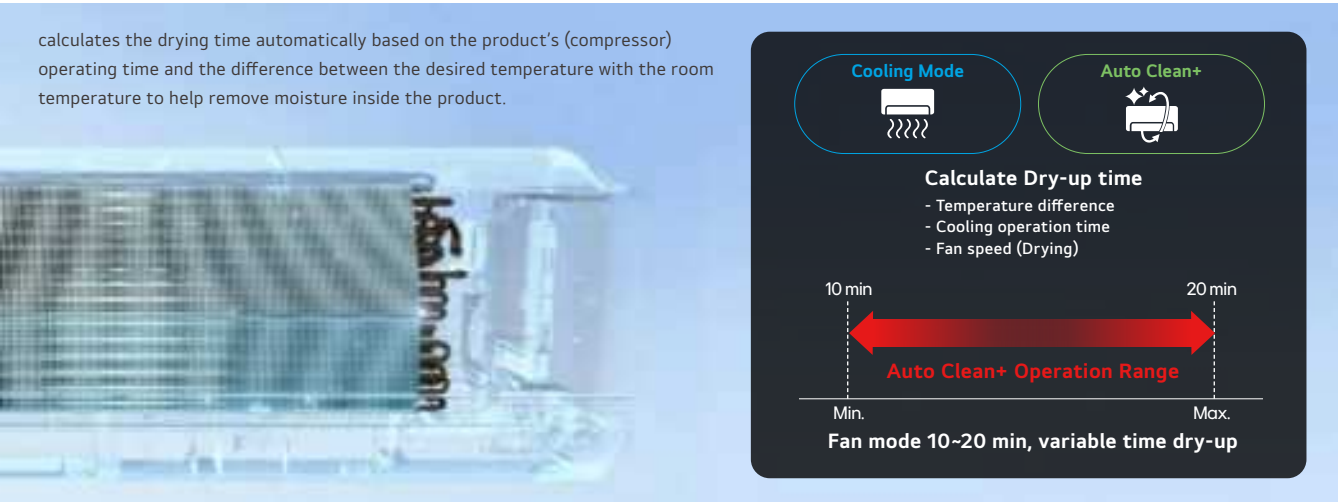 calculates the drying time automatically based on the product's (compressor)
operating time and the difference between the desired temperature with the room
temperature to help remove moisture inside the product.
Cooling Mode
Auto Clean+
Calculate Dry-up time
- Temperature difference
- Cooling operation time
- Fan speed (Drying)
10 min
20 min
Auto Clean+ Operation Range
Min.
Max.
Fan mode 10~20 min, variable time dry-up